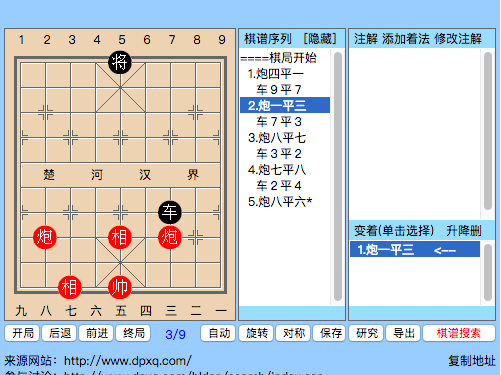 1 2 3 4 5 6 7 8 9
将
楚 河 汉 界
车
炮 相 炮
相 帅
九 八 七 六 五 四 三 二 一
棋谱序列 [隐藏]
====棋局开始
1.炮四平一
车９平７
2.炮一平三
车７平３
3.炮八平七
车３平２
4.炮七平八
车２平４
5.炮八平六*
注解 添加着法 修改注解
变着(单击选择) 升降删
1.炮一平三 <--
开局 后退 前进 终局 3/9 自动 旋转 对称 保存 研究 导出 棋谱搜索
来源网站: http://www.dpxq.com/ 复制地址